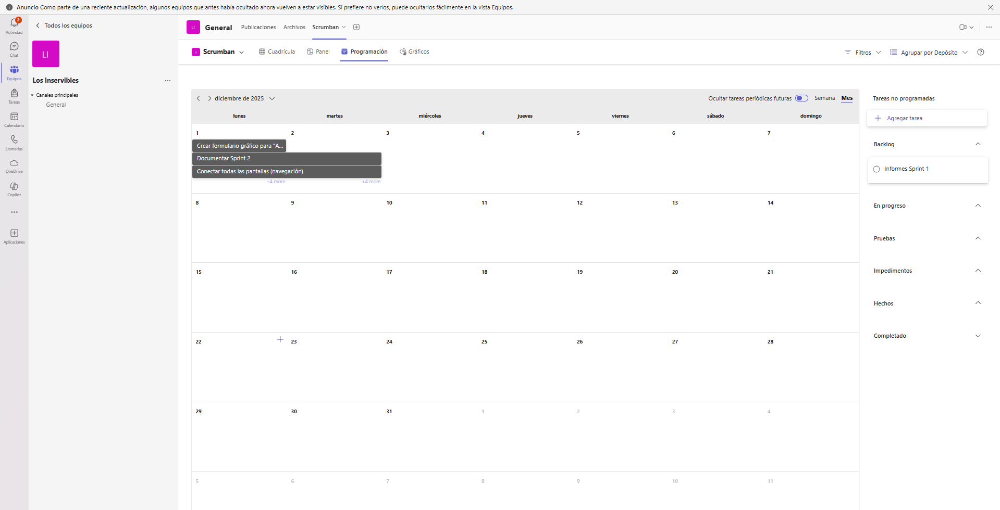 Anuncio Como parte de una reciente actualización, algunos equipos que antes había ocultado ahora vuelven a estar visibles. Si prefiere no verlos, puede ocultarlos fácilmente en la vista Equipos.
2
Actividad
Chat
Equipos
Tareas
Calendario
Llamadas
OneDrive
Copilot
Aplicaciones
Todos los equipos
LI
Los Inservibles
Canales principales
General
LI General Publicaciones Archivos Scrumban
Scrumban Cuadrícula Panel Programación Gráficos
Filtros Agrupar por Depósito
diciembre de 2025 Ocultar tareas periódicas futuras Semana Mes
lunes martes miércoles jueves viernes sábado domingo
1 2 3 4 5 6 7
Crear formulario gráfico para “A...
Documentar Sprint 2
Conectar todas las pantallas (navegación)
+4 more +4 more
8 9 10 11 12 13 14
15 16 17 18 19 20 21
22 23 24 25 26 27 28
29 30 31 1 2 3 4
5 6 7 8 9 10 11
Tareas no programadas
Agregar tarea
Backlog
Informes Sprint 1
En progreso
Pruebas
Impedimentos
Hechos
Completado